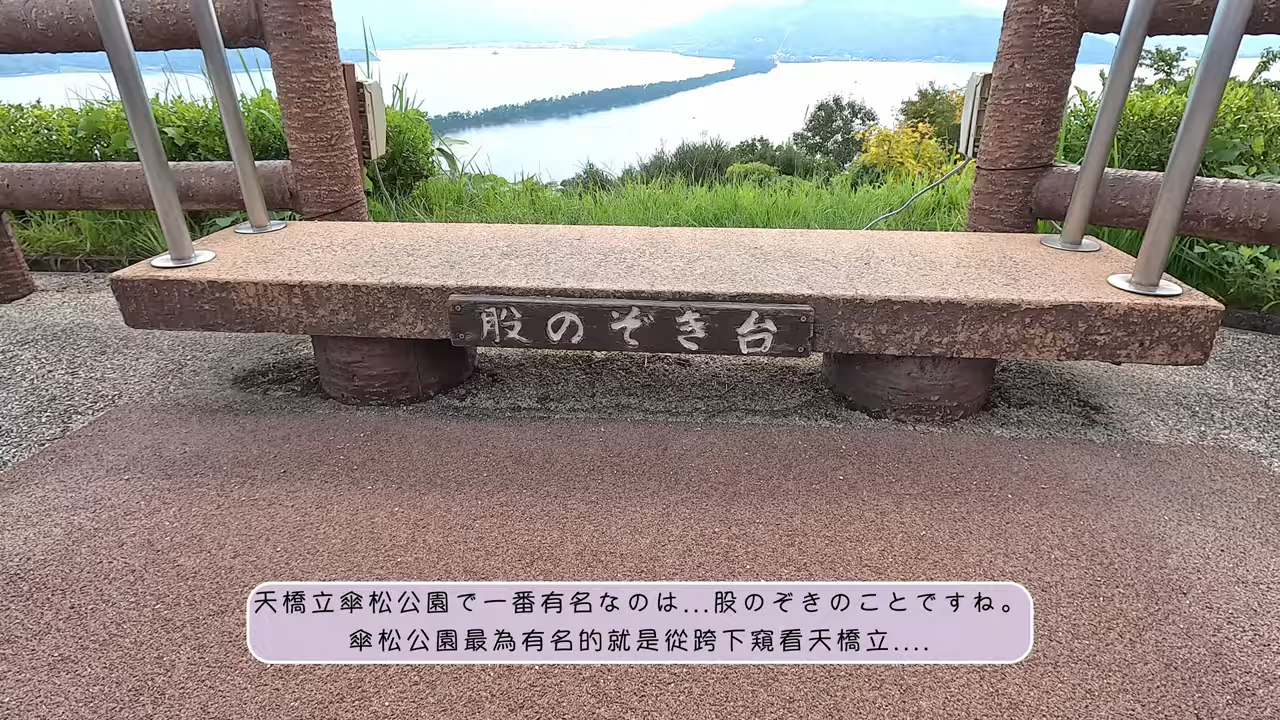 股のぞき台
天橋立傘松公園で一番有名なのは...股のぞきのことですね。
傘松公園最為有名的就是從跨下窺看天橋立....